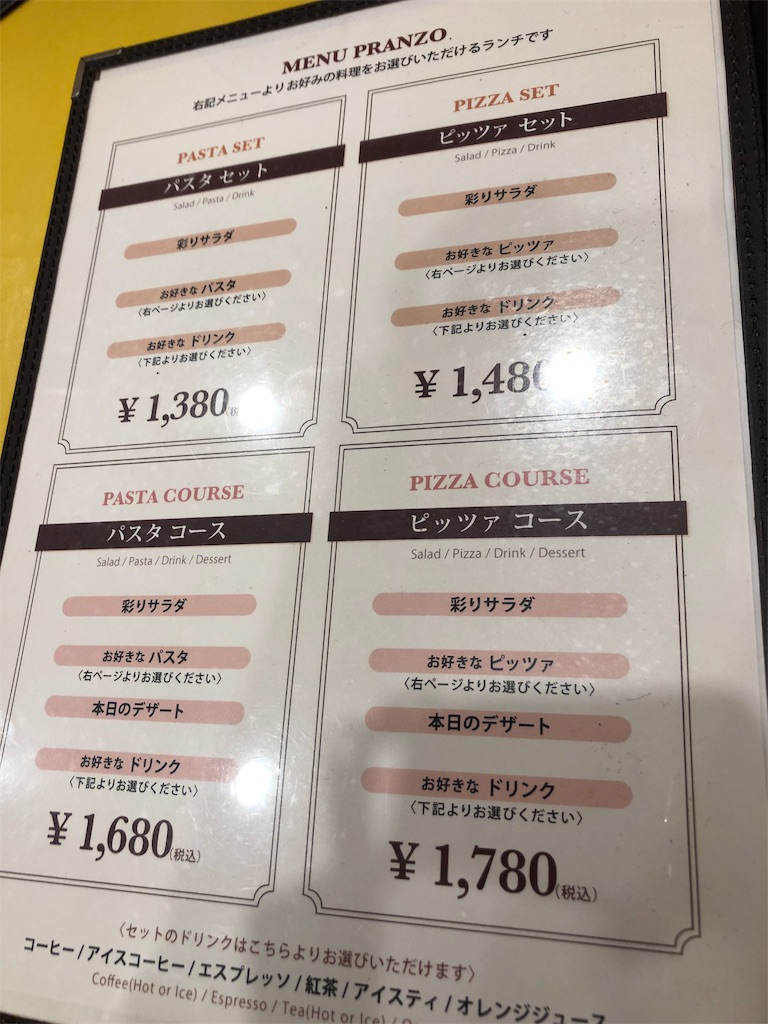 MENU PRANZO
右記メニューよりお好みの料理をお選びいただけるランチです
PASTA SET
パスタ セット
Salad / Pasta / Drink
彩りサラダ
お好きな パスタ
〈右ページよりお選びください〉
お好きな ドリンク
〈下記よりお選びください〉
¥ 1,380
PIZZA SET
ピッツァ セット
Salad / Pizza / Drink
彩りサラダ
お好きな ピッツァ
〈右ページよりお選びください〉
お好きな ドリンク
〈下記よりお選びください〉
¥ 1,480
PASTA COURSE
パスタ コース
Salad / Pasta / Drink / Dessert
彩りサラダ
お好きな パスタ
〈右ページよりお選びください〉
本日のデザート
お好きな ドリンク
〈下記よりお選びください〉
¥ 1,680(税込)
PIZZA COURSE
ピッツァ コース
Salad / Pizza / Drink / Dessert
彩りサラダ
お好きな ピッツァ
〈右ページよりお選びください〉
本日のデザート
お好きな ドリンク
〈下記よりお選びください〉
¥ 1,780(税込)
〈セットのドリンクはこちらよりお選びいただけます〉
コーヒー / アイスコーヒー / エスプレッソ / 紅茶 / アイスティ / オレンジジュース
Coffee(Hot or Ice) / Espresso / Tea(Hot or Ice) /